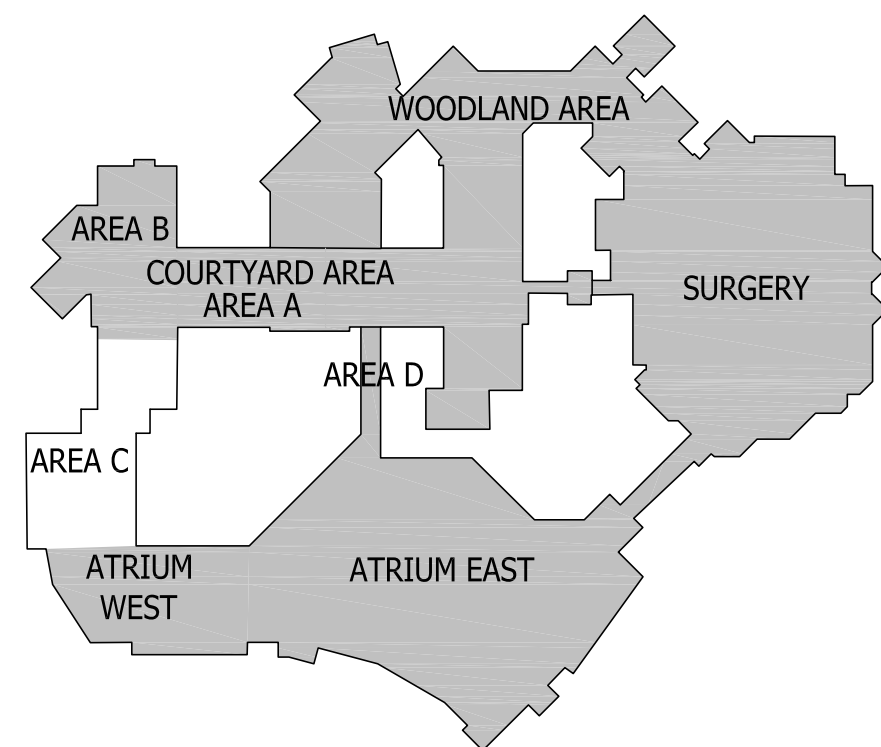 WOODLAND AREA
AREA B
COURTYARD AREA
AREA A
SURGERY
AREA D
AREA C
ATRIUM
WEST
ATRIUM EAST